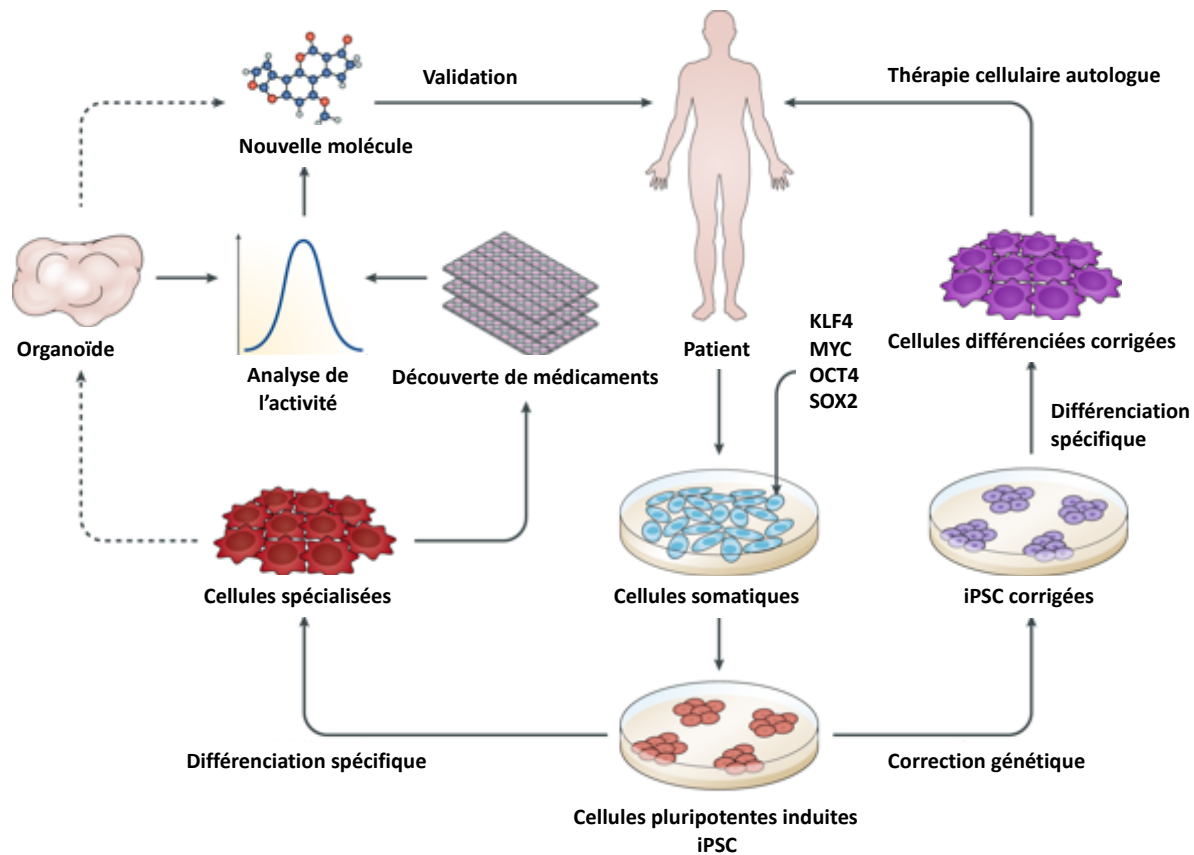 Validation
Thérapie cellulaire autologue
Nouvelle molécule
Organoïde
Analyse de
l'activité
Découverte de médicaments
Patient
KLF4
MYC
OCT4
SOX2
Cellules différenciées corrigées
Différenciation
spécifique
Cellules spécialisées
Cellules somatiques
iPSC corrigées
Différenciation spécifique
Correction génétique
Cellules pluripotentes induites
iPSC